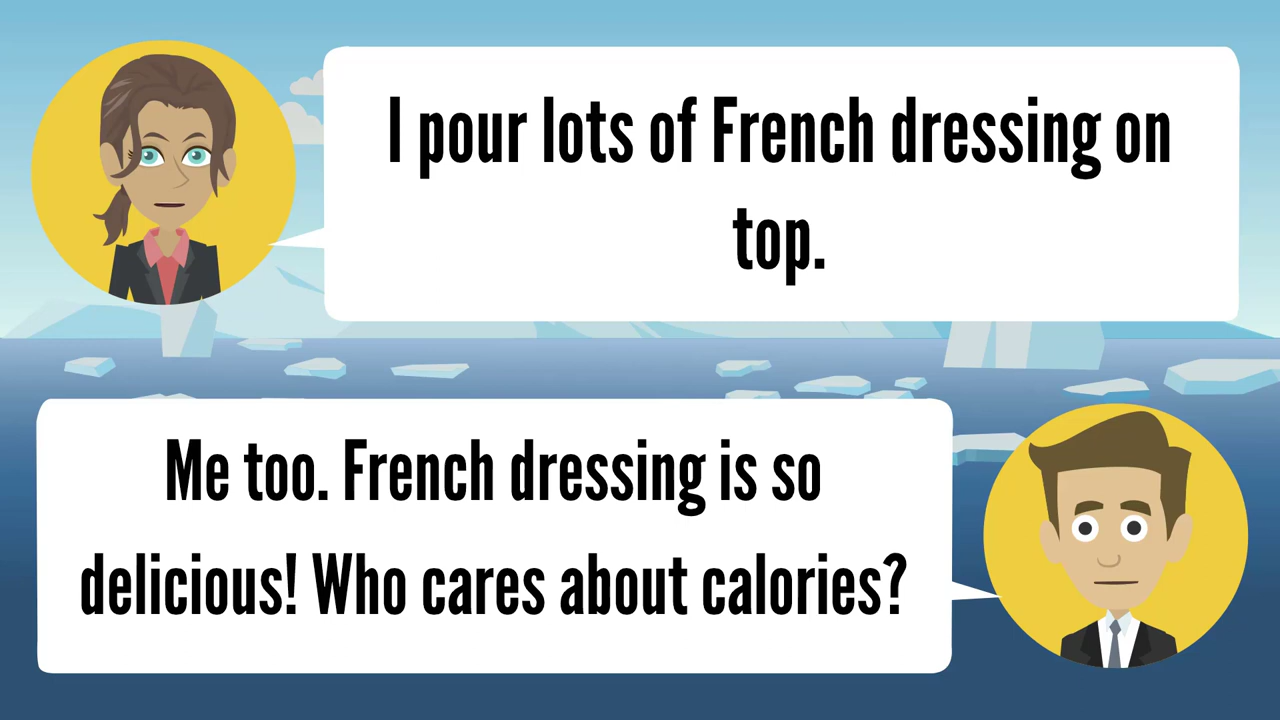 I pour lots of French dressing on
top.
Me too. French dressing is so
delicious! Who cares about calories?